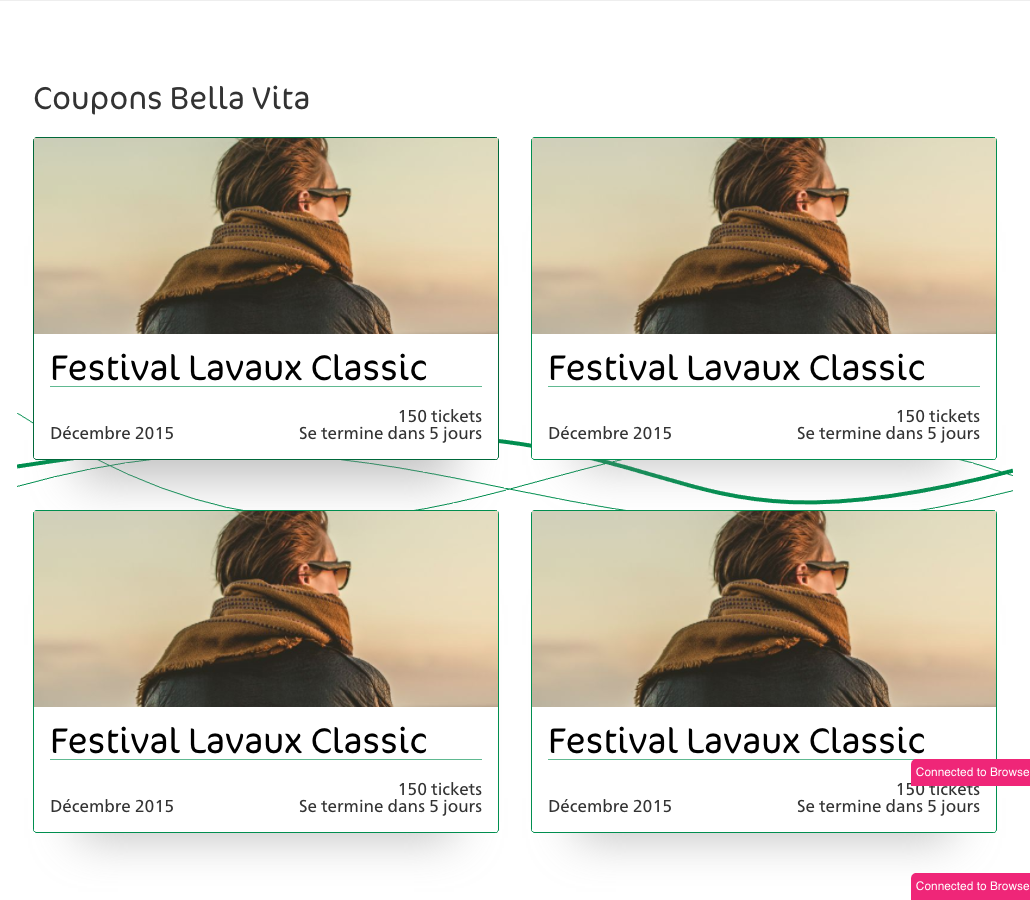 Coupons Bella Vita
Festival Lavaux Classic
150 tickets
Décembre 2015
Se termine dans 5 jours
Festival Lavaux Classic
150 tickets
Décembre 2015
Se termine dans 5 jours
Festival Lavaux Classic
150 tickets
Décembre 2015
Se termine dans 5 jours
Festival Lavaux Classic
Connected to Browse
150 tickets
Décembre 2015
Se termine dans 5 jours
Connected to Browse